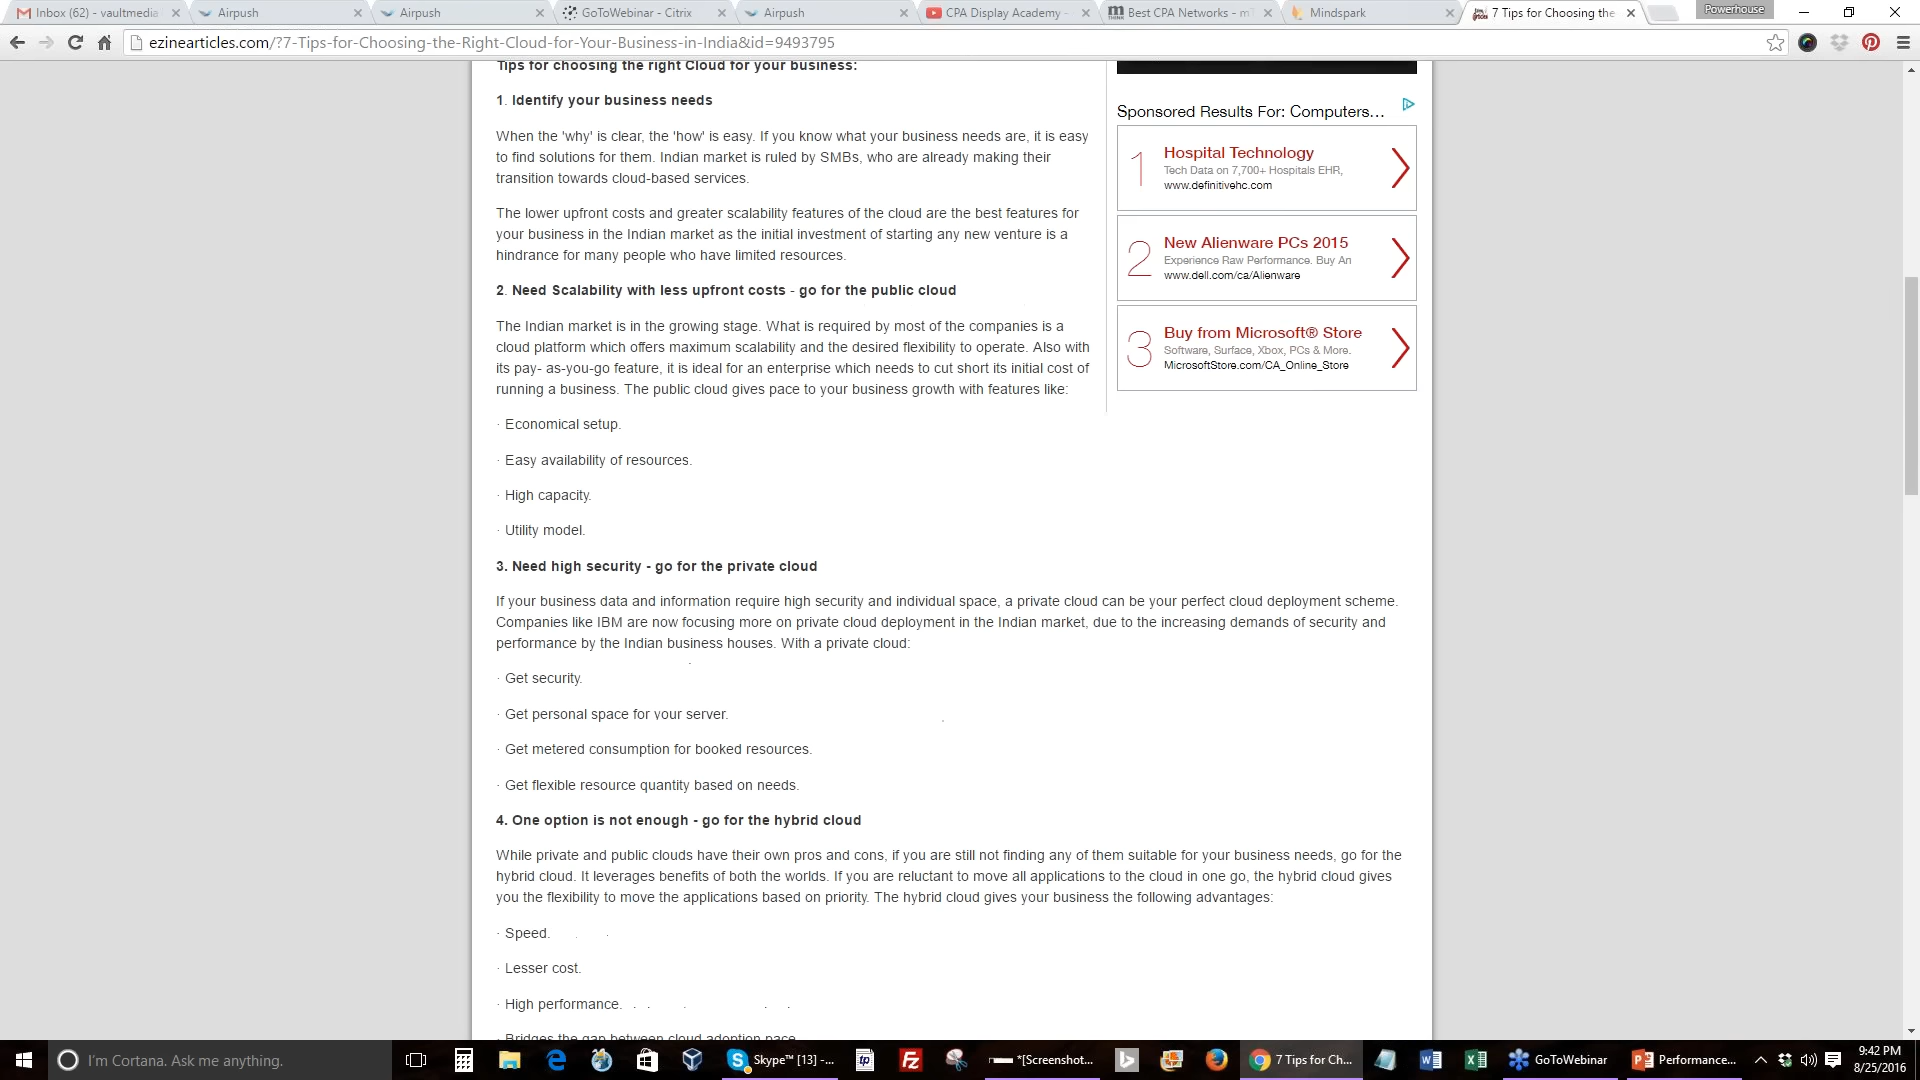 Inbox (62) - vaultmedia
Airpush
Airpush
GoToWebinar - Citrix
Airpush
CPA Display Academy -
Best CPA Networks - mT
Mindspark
7 Tips for Choosing the
Powerhouse
ezinearticles.com/?7-Tips-for-Choosing-the-Right-Cloud-for-Your-Business-in-India&id=9493795
Tips for choosing the right Cloud for your business:
1. Identify your business needs
When the 'why' is clear, the 'how' is easy. If you know what your business needs are, it is easy
to find solutions for them. Indian market is ruled by SMBs, who are already making their
transition towards cloud-based services.
The lower upfront costs and greater scalability features of the cloud are the best features for
your business in the Indian market as the initial investment of starting any new venture is a
hindrance for many people who have limited resources.
2. Need Scalability with less upfront costs - go for the public cloud
The Indian market is in the growing stage. What is required by most of the companies is a
cloud platform which offers maximum scalability and the desired flexibility to operate. Also with
its pay- as-you-go feature, it is ideal for an enterprise which needs to cut short its initial cost of
running a business. The public cloud gives pace to your business growth with features like:
· Economical setup.
· Easy availability of resources.
· High capacity.
· Utility model.
3. Need high security - go for the private cloud
If your business data and information require high security and individual space, a private cloud can be your perfect cloud deployment scheme.
Companies like IBM are now focusing more on private cloud deployment in the Indian market, due to the increasing demands of security and
performance by the Indian business houses. With a private cloud:
· Get security.
· Get personal space for your server.
· Get metered consumption for booked resources.
· Get flexible resource quantity based on needs.
4. One option is not enough - go for the hybrid cloud
While private and public clouds have their own pros and cons, if you are still not finding any of them suitable for your business needs, go for the
hybrid cloud. It leverages benefits of both the worlds. If you are reluctant to move all applications to the cloud in one go, the hybrid cloud gives
you the flexibility to move the applications based on priority. The hybrid cloud gives your business the following advantages:
· Speed.
· Lesser cost.
· High performance.
· Bridges the gap between cloud adoption pace
Sponsored Results For: Computers...
1
Hospital Technology
Tech Data on 7,700+ Hospitals EHR,
www.definitivehc.com
2
New Alienware PCs 2015
Experience Raw Performance. Buy An
www.dell.com/ca/Alienware
3
Buy from Microsoft® Store
Software, Surface, Xbox, PCs & More.
MicrosoftStore.com/CA_Online_Store
I'm Cortana. Ask me anything.
Skype™ [13] -...
*[Screenshot...
7 Tips for Ch...
GoToWebinar
Performance...
9:42 PM
8/25/2016